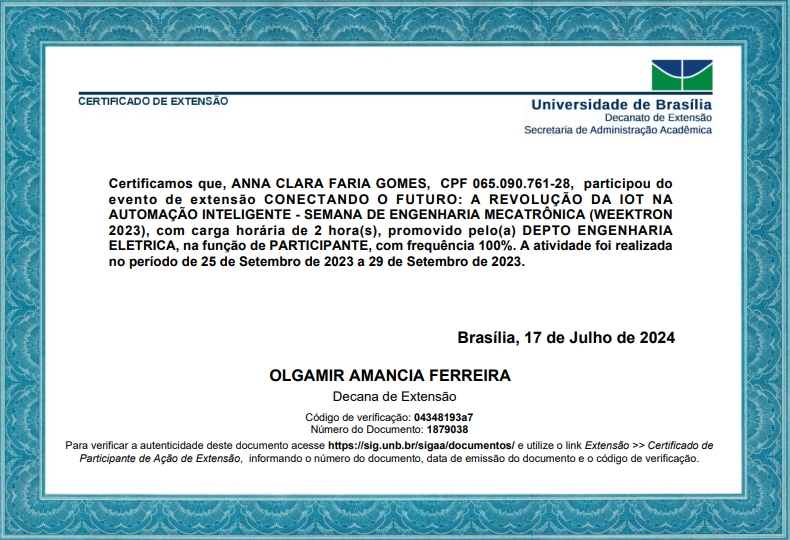 CERTIFICADO DE EXTENSÃO
Universidade de Brasília
Decanato de Extensão
Secretaria de Administração Acadêmica
Certificamos que, ANNA CLARA FARIA GOMES, CPF 065.090.761-28, participou do
evento de extensão CONECTANDO O FUTURO: A REVOLUÇÃO DA IOT NA
AUTOMAÇÃO INTELIGENTE - SEMANA DE ENGENHARIA MECATRÔNICA (WEEKTRON
2023), com carga horária de 2 hora(s), promovido pelo(a) DEPTO ENGENHARIA
ELETRICA, na função de PARTICIPANTE, com frequência 100%. A atividade foi realizada
no período de 25 de Setembro de 2023 a 29 de Setembro de 2023.
Brasília, 17 de Julho de 2024
OLGAMIR AMANCIA FERREIRA
Decana de Extensão
Código de verificação: 04348193a7
Número do Documento: 1879038
Para verificar a autenticidade deste documento acesse https://sig.unb.br/sigaa/documentos/ e utilize o link Extensão >> Certificado de
Participante de Ação de Extensão, informando o número do documento, data de emissão do documento e o código de verificação.